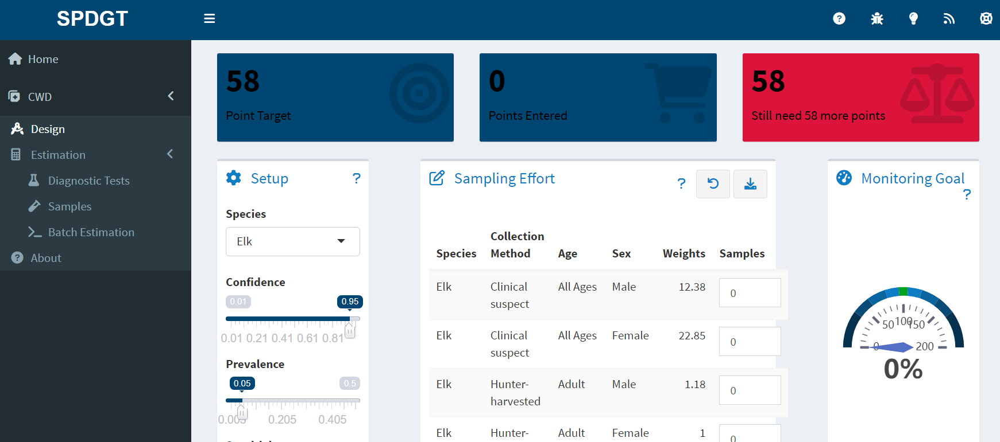 SPDGT
Home
CWD
Design
Estimation
Diagnostic Tests
Samples
Batch Estimation
About
58
Point Target
0
Points Entered
58
Still need 58 more points
Setup ?
Species
Elk
Confidence
0.01 0.95
0.01 0.21 0.41 0.61 0.81
Prevalence
0.05 0.5
0.005 0.205 0.405
Sampling Effort ?
Collection
Species Method Age Sex Weights Samples
Elk Clinical All Ages Male 12.38 0
suspect
Elk Clinical All Ages Female 22.85 0
suspect
Elk Hunter- Adult Male 1.18 0
harvested
Elk Hunter- Adult Female 1 0
Monitoring Goal
?
0 50 100 150 200
0%